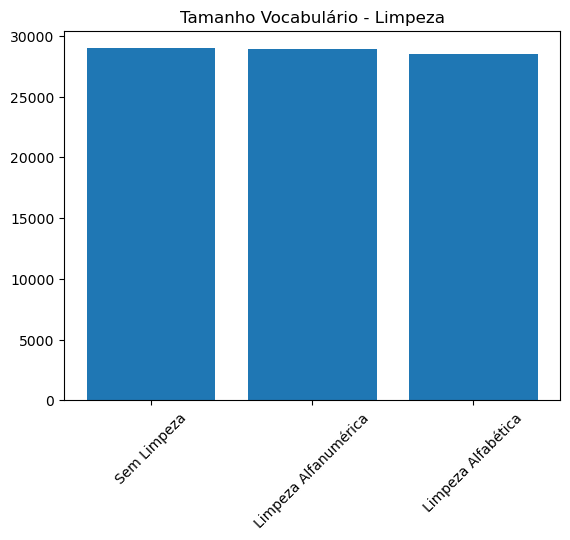 Tamanho Vocabulário - Limpeza
30000
25000
20000
15000
10000
5000
0
Sem Limpeza
Limpeza Alfanumérica
Limpeza Alfabética